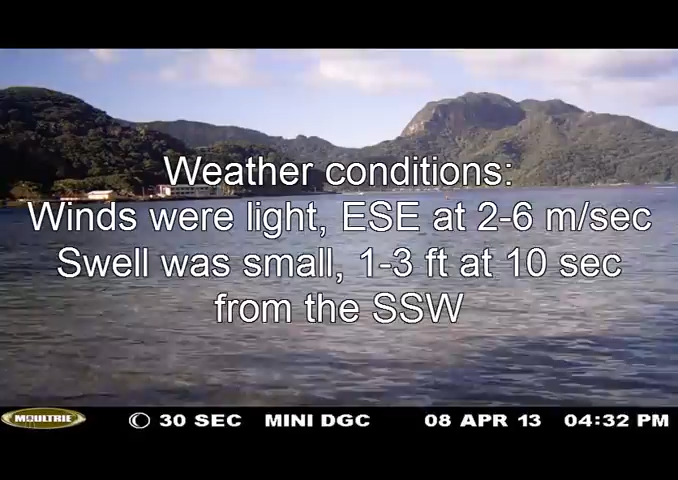 Weather conditions:
Winds were light, ESE at 2-6 m/sec
Swell was small, 1-3 ft at 10 sec
from the SSW
MOULTRIE 30 SEC MINI DGC 08 APR 13 04:32 PM